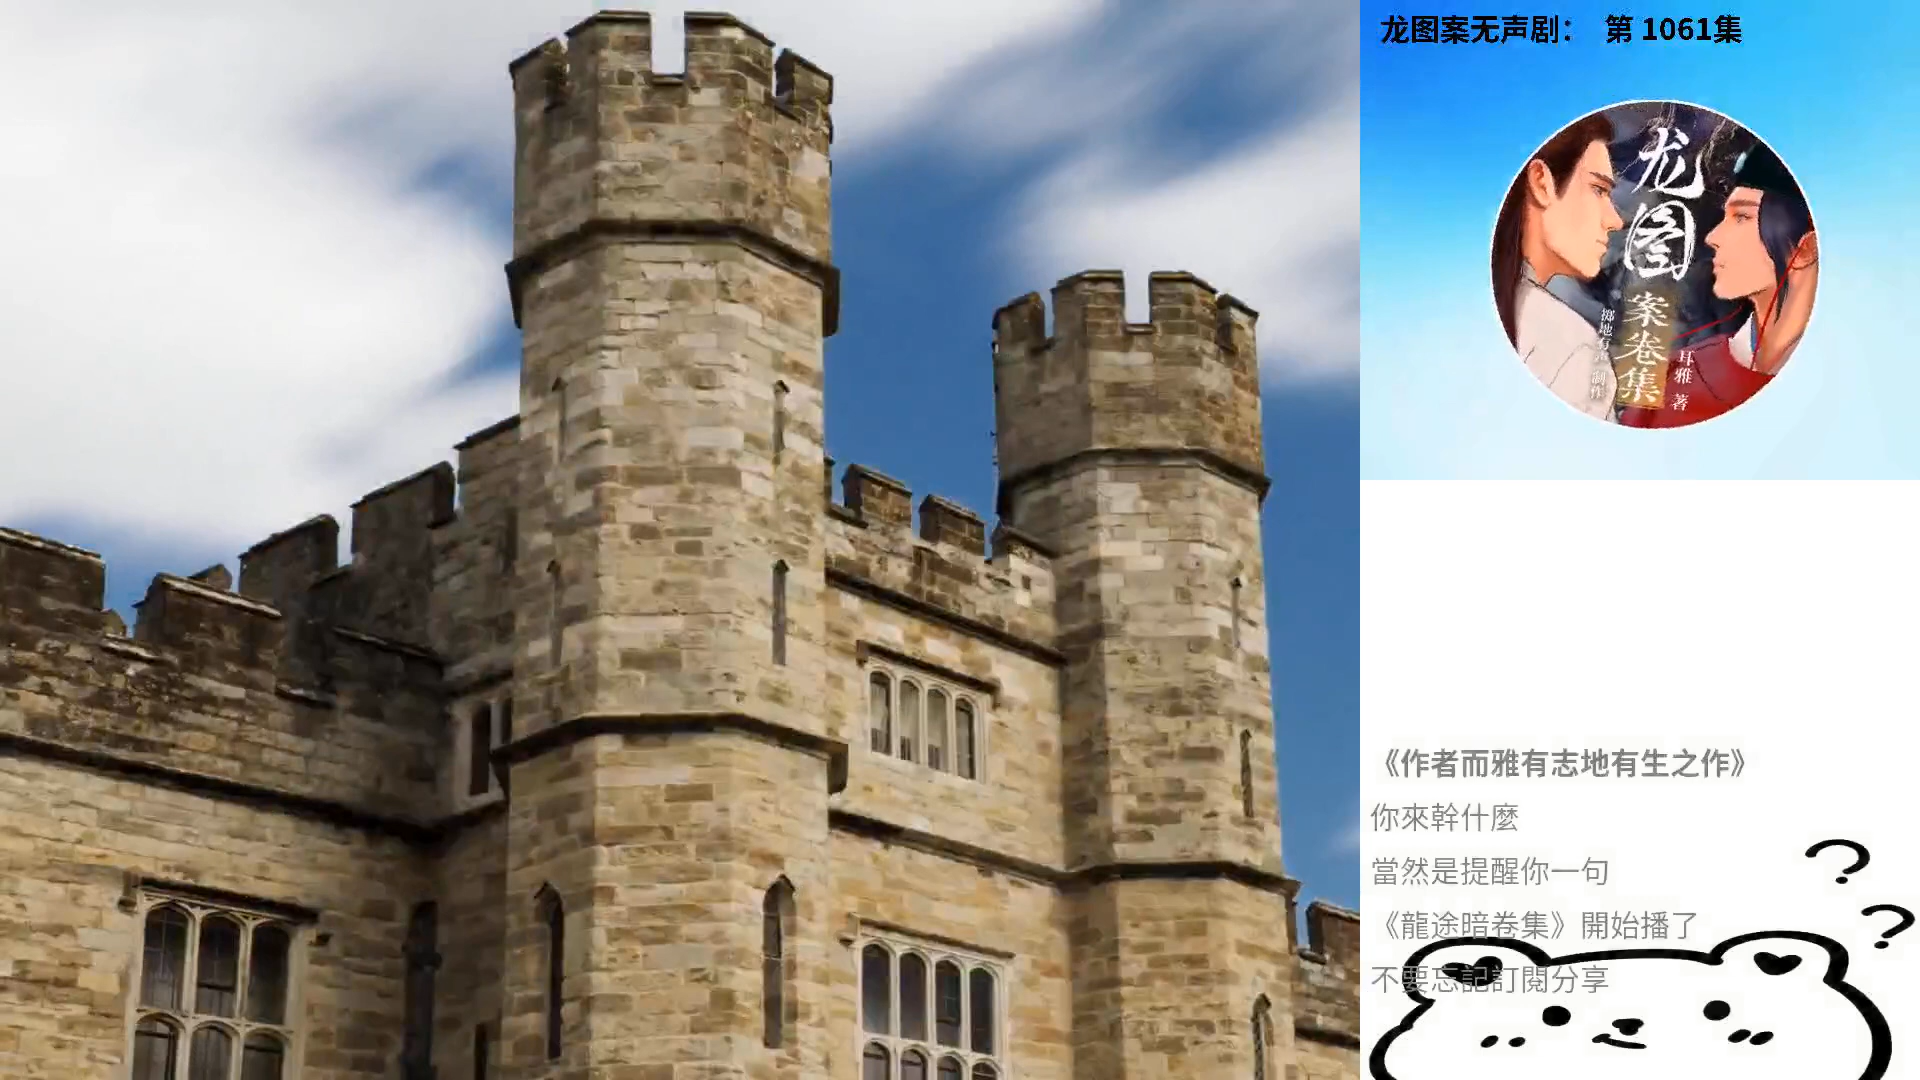 龙图案无声剧： 第 1061集
龙图
案卷集
掷地有声 制作
耳雅 著
《作者而雅有志地有生之作》
你來幹什麼
當然是提醒你一句
《龍途暗卷集》開始播了
不要忘記訂閱分享